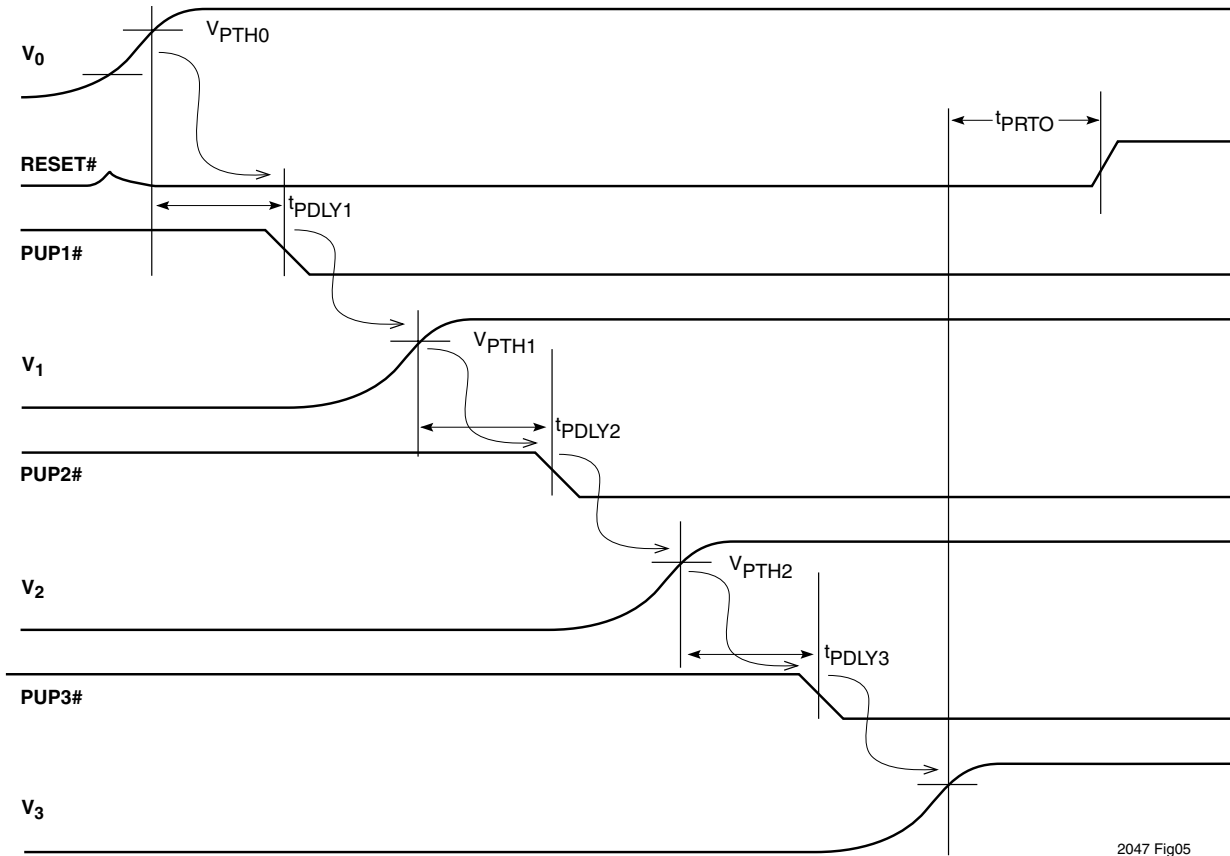 VPTH0
V0
tPRTO
RESET#
tPDLY1
PUP1#
VPTH1
V1
tPDLY2
PUP2#
VPTH2
V2
tPDLY3
PUP3#
V3
2047 Fig05